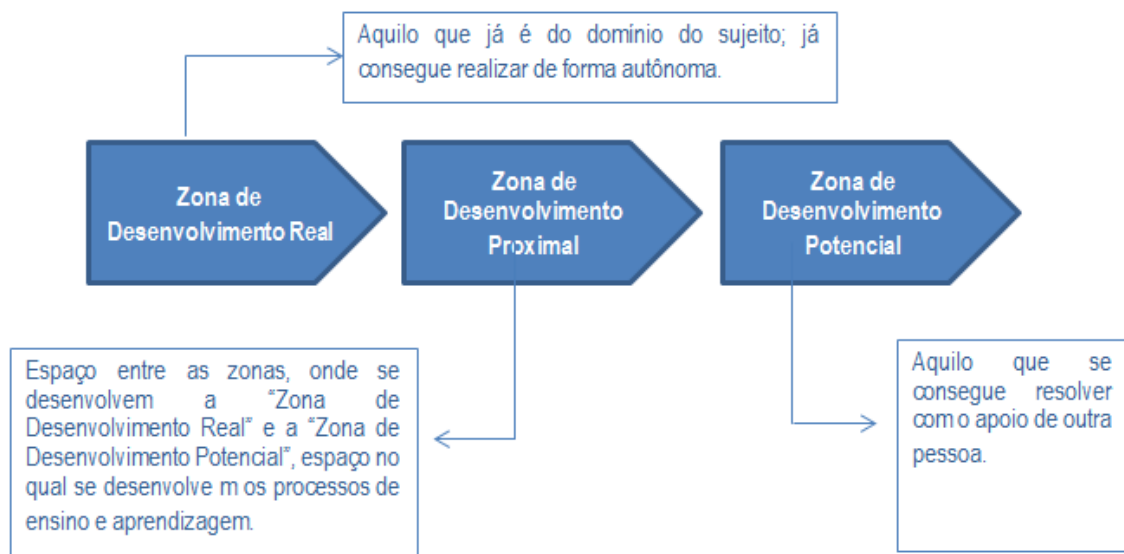 Aquilo que já é do domínio do sujeito; já
consegue realizar de forma autônoma.
Zona de
Desenvolvimento Real
Zona de
Desenvolvimento
Proximal
Zona de
Desenvolvimento
Potencial
Espaço entre as zonas, onde se
desenvolvem a “Zona de
Desenvolvimento Real” e a “Zona de
Desenvolvimento Potencial”, espaço no
qual se desenvolve m os processos de
ensino e aprendizagem.
Aquilo que se
consegue resolver
com o apoio de outra
pessoa.